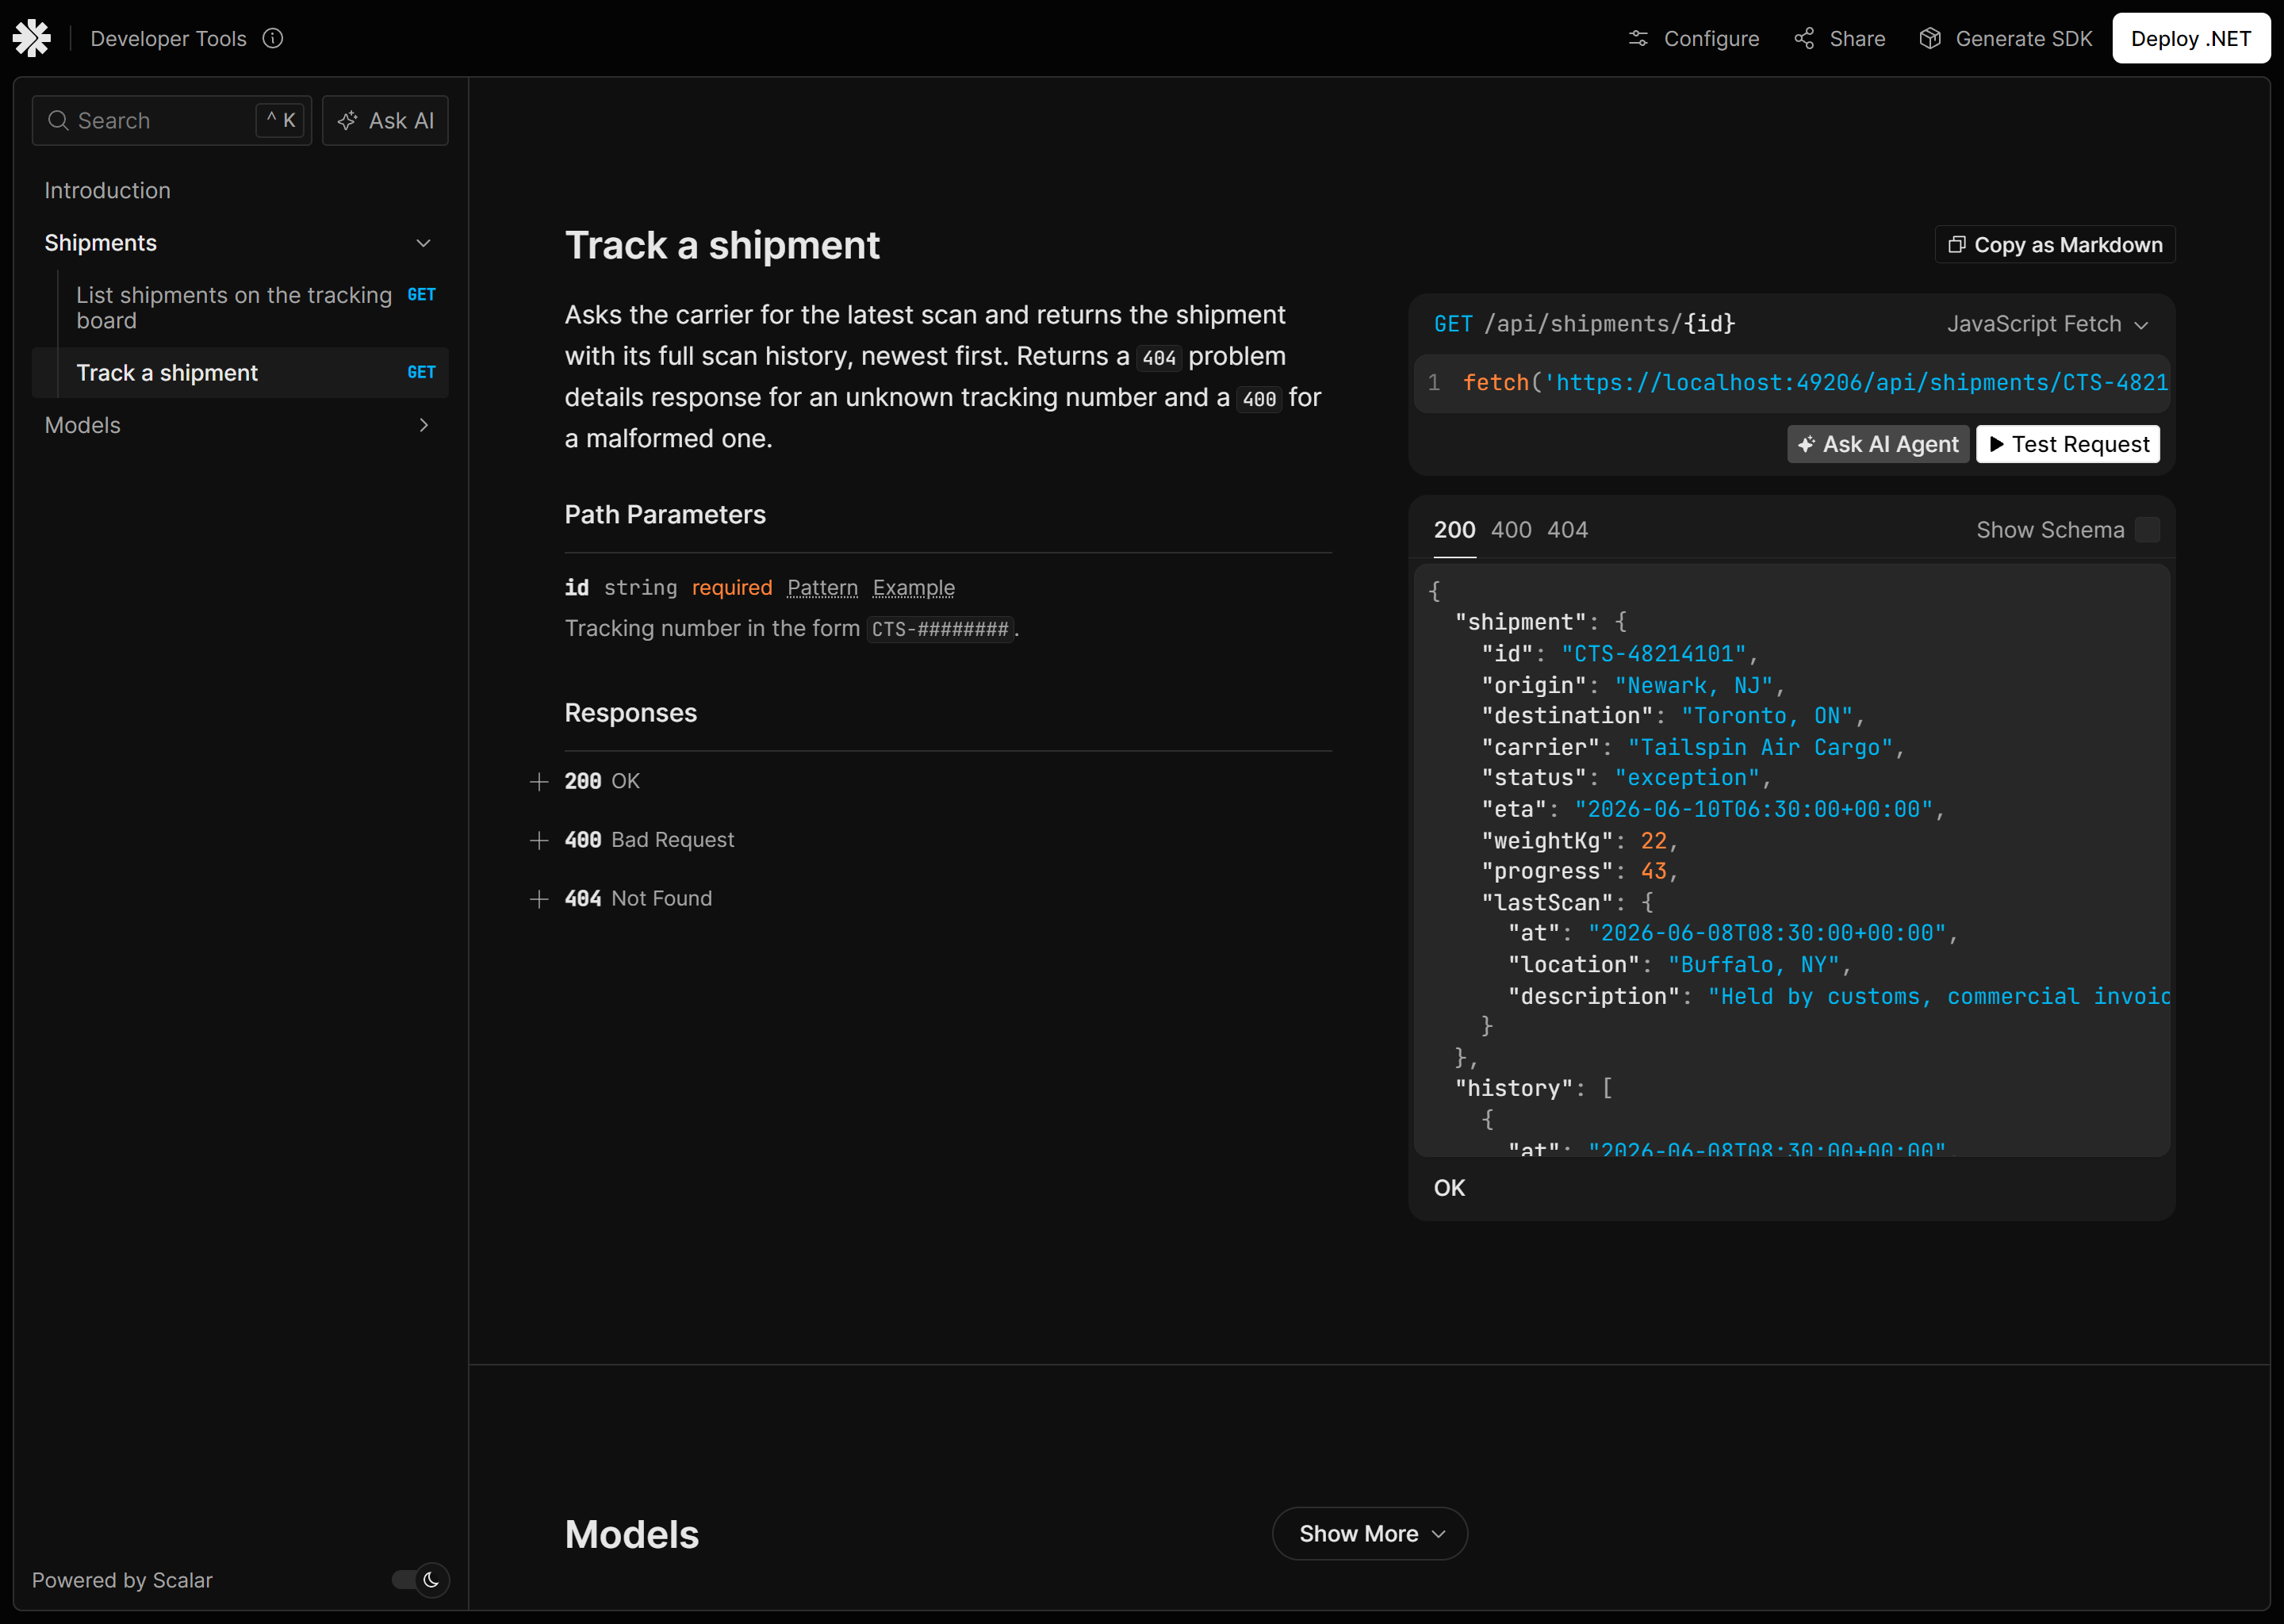 Developer Tools
Configure
Share
Generate SDK
Deploy .NET
Search
^ K
Ask AI
Introduction
Shipments
List shipments on the tracking GET
board
Track a shipment GET
Models
Powered by Scalar
Track a shipment
Copy as Markdown
Asks the carrier for the latest scan and returns the shipment
with its full scan history, newest first. Returns a 404 problem
details response for an unknown tracking number and a 400 for
a malformed one.
Path Parameters
id string required Pattern Example
Tracking number in the form CTS-########.
Responses
200 OK
400 Bad Request
404 Not Found
GET /api/shipments/{id}
JavaScript Fetch
1 fetch('https://localhost:49206/api/shipments/CTS-4821
Ask AI Agent
Test Request
200 400 404
Show Schema
{
"shipment": {
"id": "CTS-48214101",
"origin": "Newark, NJ",
"destination": "Toronto, ON",
"carrier": "Tailspin Air Cargo",
"status": "exception",
"eta": "2026-06-10T06:30:00+00:00",
"weightKg": 22,
"progress": 43,
"lastScan": {
"at": "2026-06-08T08:30:00+00:00",
"location": "Buffalo, NY",
"description": "Held by customs, commercial invoic
}
},
"history": [
{
"at": "2026-06-08T08:30:00+00:00"
OK
Models
Show More